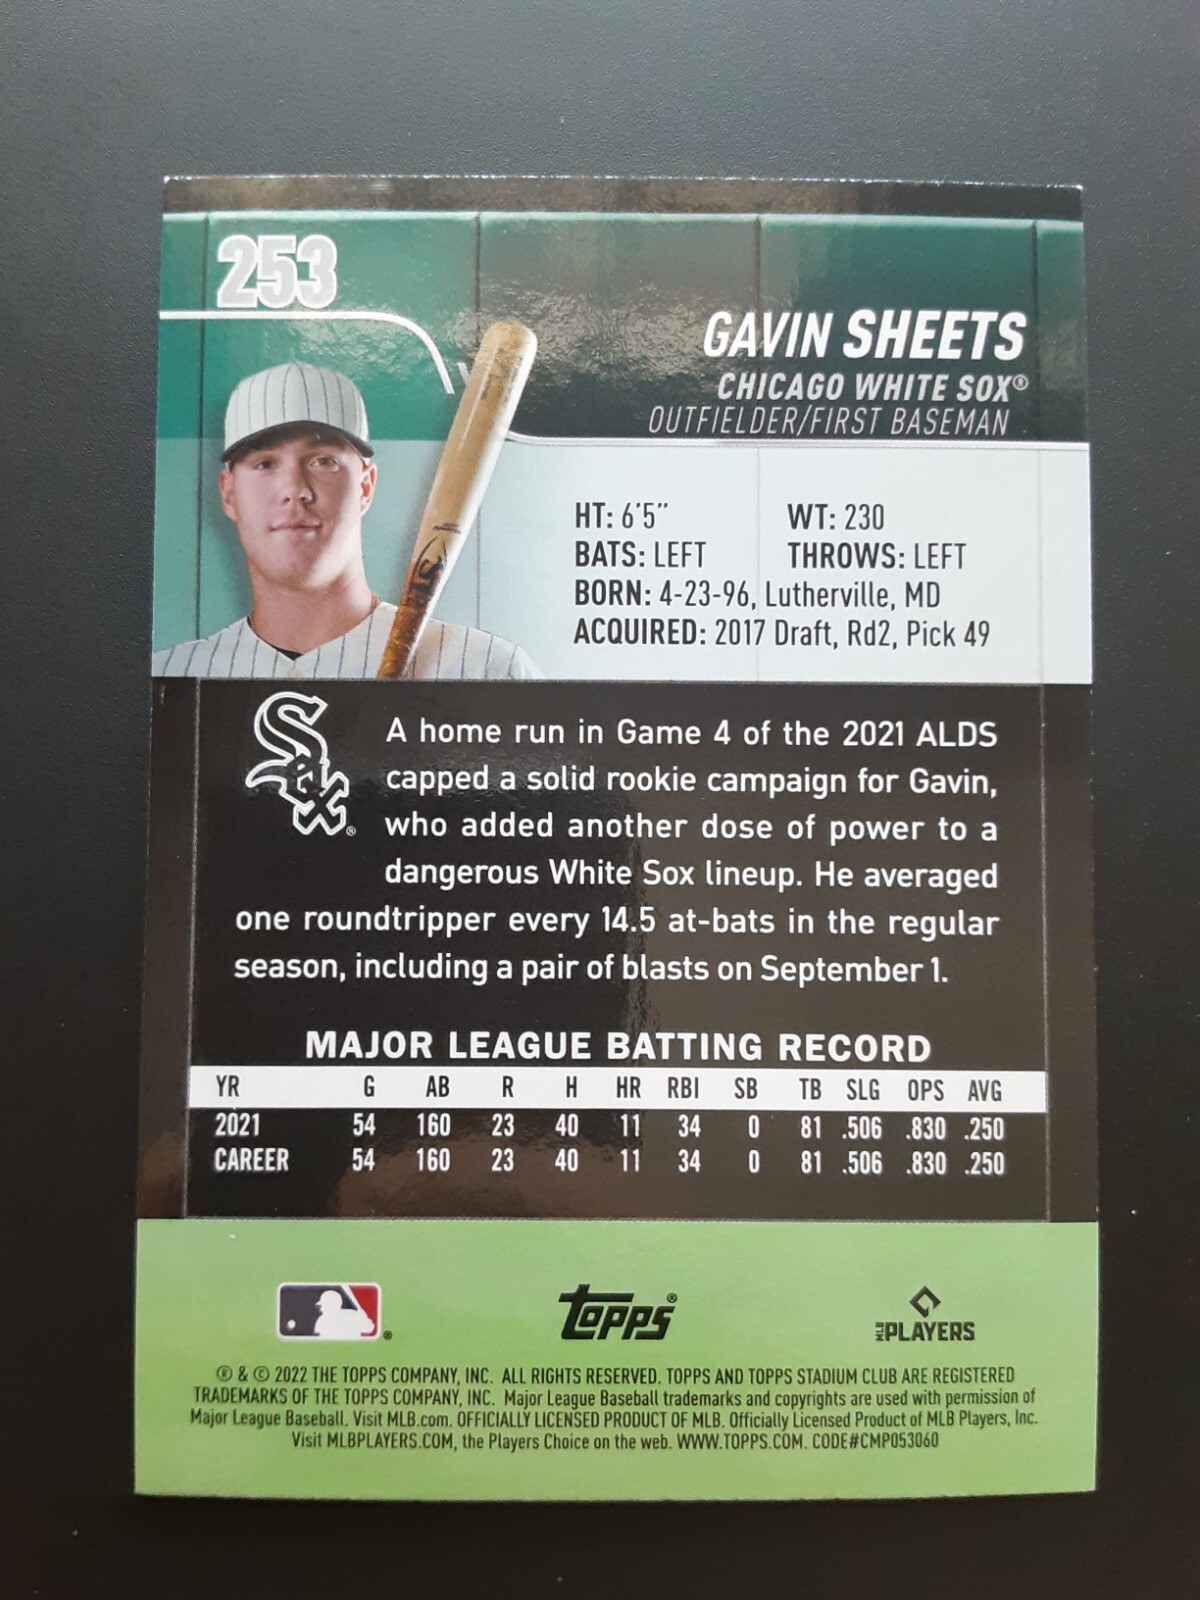 253
GAVIN SHEETS
CHICAGO WHITE SOX®
OUTFIELDER/FIRST BASEMAN
HT: 6'5" WT: 230
BATS: LEFT THROWS: LEFT
BORN: 4-23-96, Lutherville, MD
ACQUIRED: 2017 Draft, Rd2, Pick 49
Sox®
A home run in Game 4 of the 2021 ALDS
capped a solid rookie campaign for Gavin,
who added another dose of power to a
dangerous White Sox lineup. He averaged
one roundtripper every 14.5 at-bats in the regular
season, including a pair of blasts on September 1.
MAJOR LEAGUE BATTING RECORD
YR G AB R H HR RBI SB TB SLG OPS AVG
2021 54 160 23 40 11 34 0 81 .506 .830 .250
CAREER 54 160 23 40 11 34 0 81 .506 .830 .250
® topps® MLB PLAYERS
® & © 2022 THE TOPPS COMPANY, INC. ALL RIGHTS RESERVED. TOPPS AND TOPPS STADIUM CLUB ARE REGISTERED
TRADEMARKS OF THE TOPPS COMPANY, INC. Major League Baseball trademarks and copyrights are used with permission of
Major League Baseball. Visit MLB.com. OFFICIALLY LICENSED PRODUCT OF MLB. Officially Licensed Product of MLB Players, Inc.
Visit MLBPLAYERS.COM, the Players Choice on the web. WWW.TOPPS.COM. CODE#CMP053060